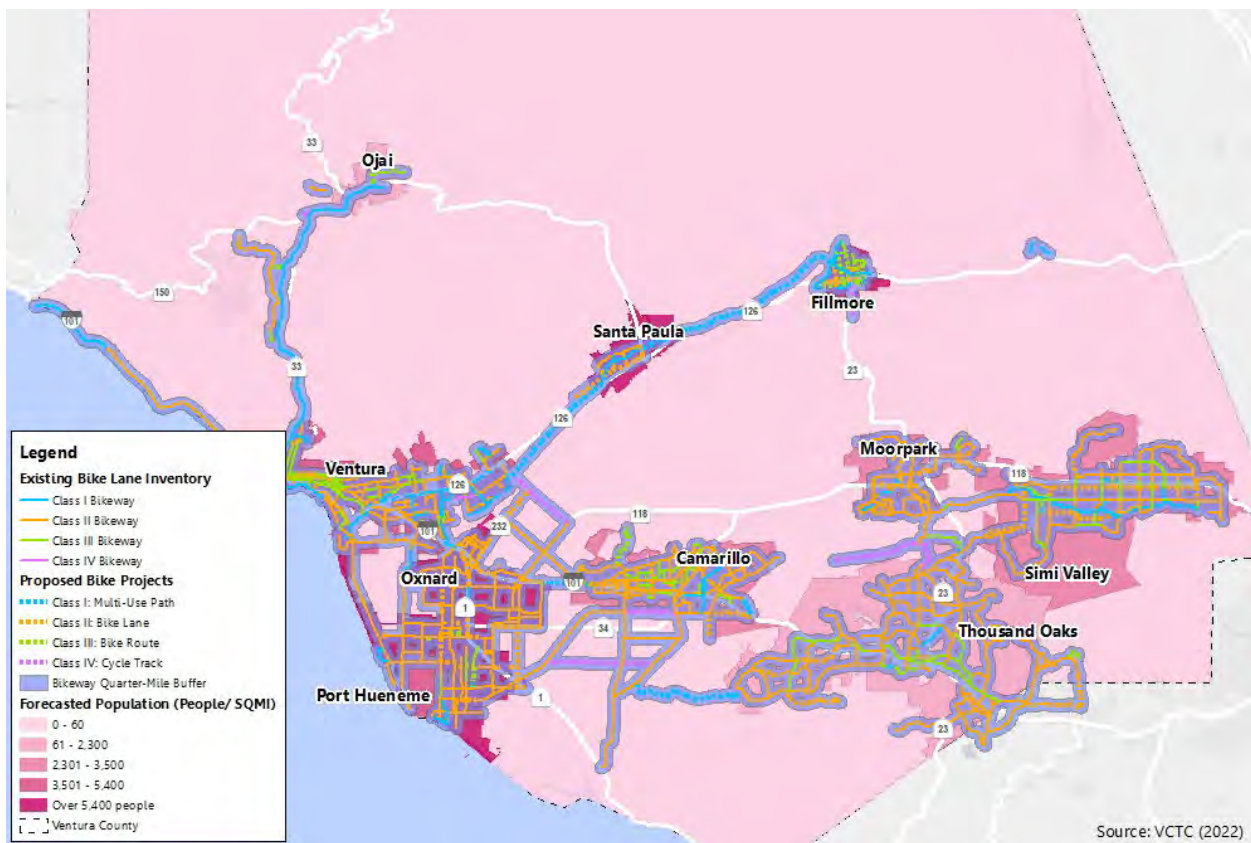 33
Ojai
150
101
Fillmore
126
Santa Paula
33
23
126
Moorpark
118
Ventura
126
232
118
101
Camarillo
Oxnard
101
Simi Valley
1
34
23
Thousand Oaks
Port Hueneme
1
23
Legend
Existing Bike Lane Inventory
Class I Bikeway
Class II Bikeway
Class III Bikeway
Class IV Bikeway
Proposed Bike Projects
Class I: Multi-Use Path
Class II: Bike Lane
Class III: Bike Route
Class IV: Cycle Track
Bikeway Quarter-Mile Buffer
Forecasted Population (People/ SQMI)
0 - 60
61 - 2,300
2,301 - 3,500
3,501 - 5,400
Over 5,400 people
Ventura County
Source: VCTC (2022)